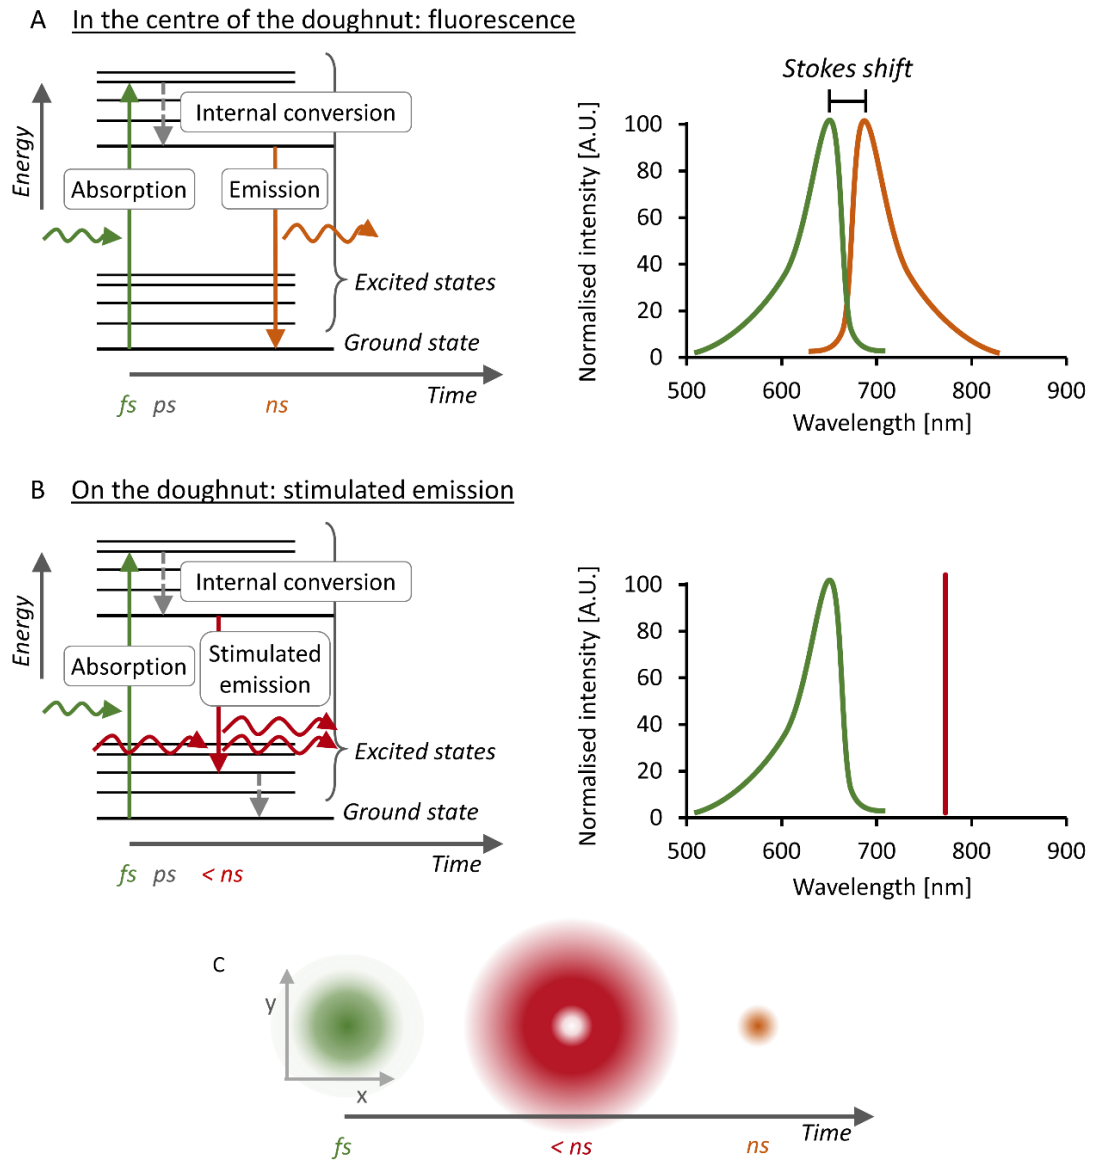 A In the centre of the doughnut: fluorescence
Energy
Internal conversion
Absorption
Emission
Excited states
Ground state
Time
fs ps ns
Stokes shift
Normalised intensity [A.U.]
100
80
60
40
20
0
500 600 700 800 900
Wavelength [nm]
B On the doughnut: stimulated emission
Energy
Internal conversion
Absorption
Stimulated
emission
Excited states
Ground state
Time
fs ps < ns
Normalised intensity [A.U.]
100
80
60
40
20
0
500 600 700 800 900
Wavelength [nm]
C
y
x
Time
fs < ns ns